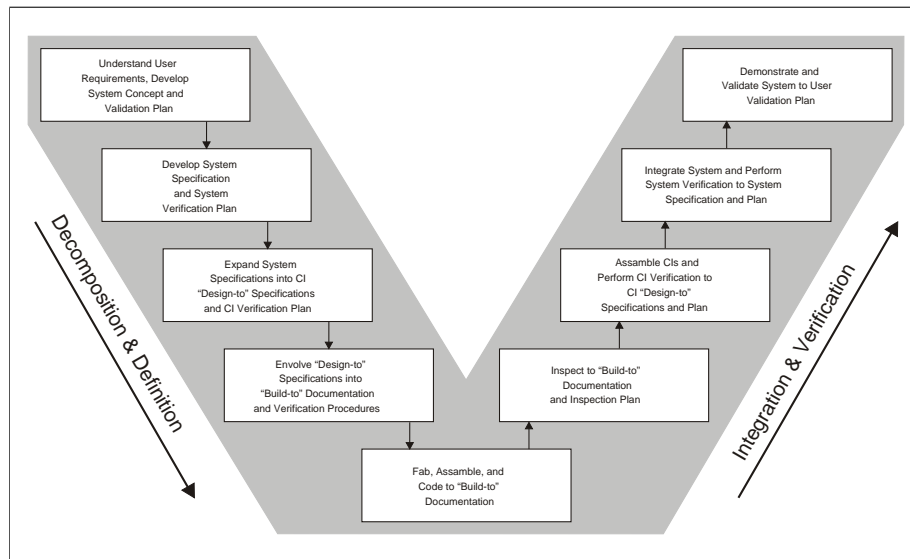 Understand User
Requirements, Develop
System Concept and
Validation Plan
Develop System
Specification
and System
Verification Plan
Expand System
Specifications into CI
“Design-to” Specifications
and CI Verification Plan
Envolve “Design-to”
Specifications into
“Build-to” Documentation
and Verification Procedures
Fab, Assamble, and
Code to “Build-to”
Documentation
Inspect to “Build-to”
Documentation
and Inspection Plan
Assamble CIs and
Perform CI Verification to
CI “Design-to”
Specifications and Plan
Integrate System and Perform
System Verification to System
Specification and Plan
Demonstrate and
Validate System to User
Validation Plan
Decomposition & Definition
Integration & Verification